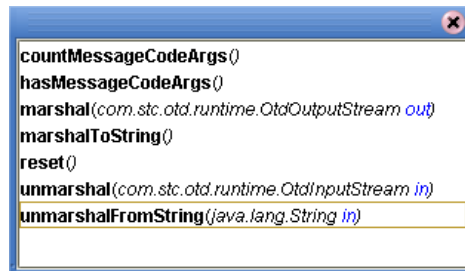 countMessageCodeArgs()
hasMessageCodeArgs()
marshal(com.stc.otd.runtime.OtdOutputStream out)
marshalToString()
reset()
unmarshal(com.stc.otd.runtime.OtdInputStream in)
unmarshalFromString(java.lang.String in)